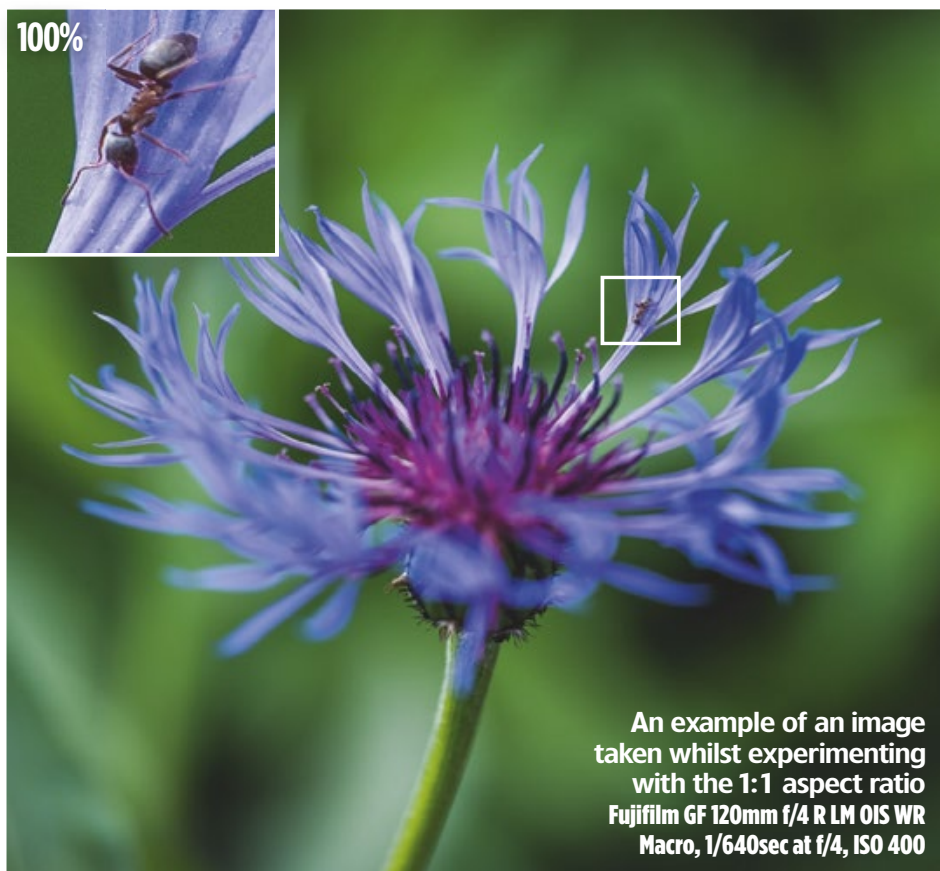 100%
An example of an image
taken whilst experimenting
with the 1:1 aspect ratio
Fujifilm GF 120mm f/4 R LM OIS WR
Macro, 1/640sec at f/4, ISO 400